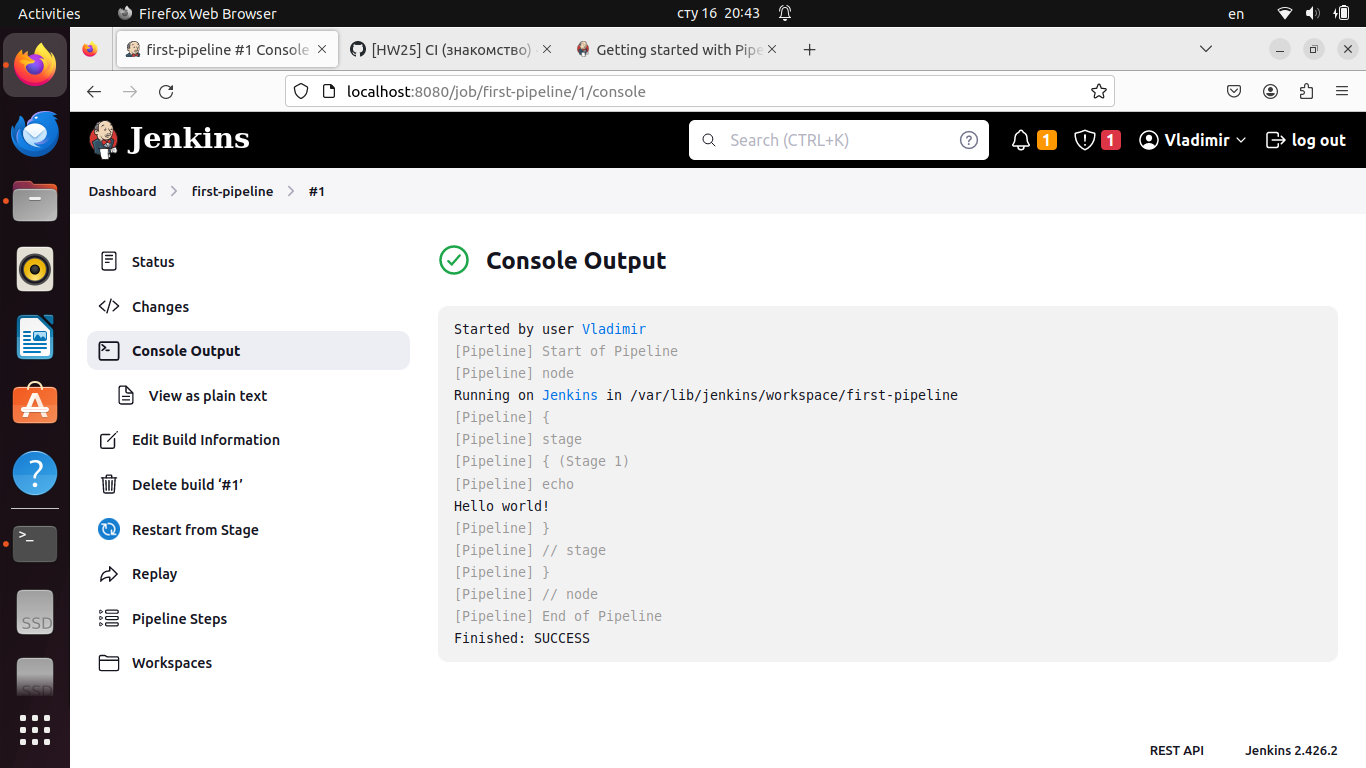 Activities Firefox Web Browser сту 16 20:43 en
first-pipeline #1 Console [HW25] CI (знакомство) Getting started with Pipe
localhost:8080/job/first-pipeline/1/console
Jenkins Search (CTRL+K) 1 1 Vladimir log out
Dashboard first-pipeline #1
Status
Changes
Console Output
View as plain text
Edit Build Information
Delete build ‘#1’
Restart from Stage
Replay
Pipeline Steps
Workspaces
Console Output
Started by user Vladimir
[Pipeline] Start of Pipeline
[Pipeline] node
Running on Jenkins in /var/lib/jenkins/workspace/first-pipeline
[Pipeline] {
[Pipeline] stage
[Pipeline] { (Stage 1)
[Pipeline] echo
Hello world!
[Pipeline] }
[Pipeline] // stage
[Pipeline] }
[Pipeline] // node
[Pipeline] End of Pipeline
Finished: SUCCESS
SSD
SSD
REST API Jenkins 2.426.2